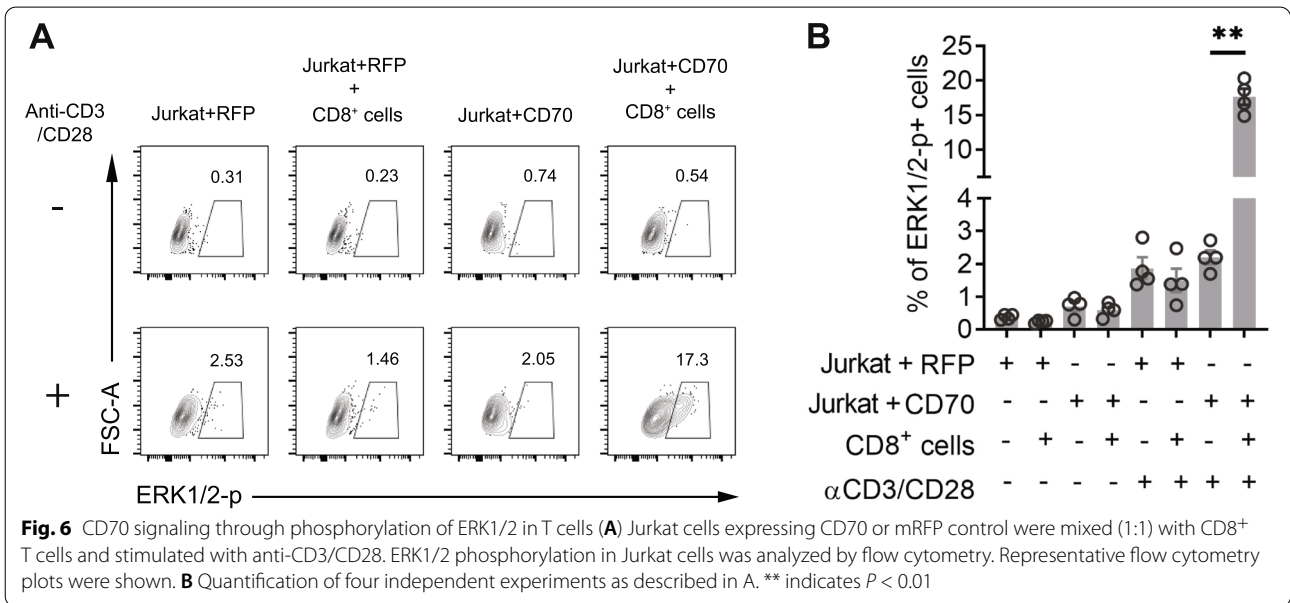 A
Anti-CD3
/CD28
Jurkat+RFP
Jurkat+RFP
+
CD8⁺ cells
Jurkat+CD70
Jurkat+CD70
+
CD8⁺ cells
-
0.31
0.23
0.74
0.54
+
2.53
1.46
2.05
17.3
FSC-A
ERK1/2-p
B
**
% of ERK1/2-p+ cells
25
20
15
10
4
3
2
1
0
Jurkat + RFP + + - - + + - -
Jurkat + CD70 - - + + - - + +
CD8⁺ cells - + - + - + - +
αCD3/CD28 - - - - + + + +
Fig. 6 CD70 signaling through phosphorylation of ERK1/2 in T cells (A) Jurkat cells expressing CD70 or mRFP control were mixed (1:1) with CD8⁺
T cells and stimulated with anti-CD3/CD28. ERK1/2 phosphorylation in Jurkat cells was analyzed by flow cytometry. Representative flow cytometry
plots were shown. B Quantification of four independent experiments as described in A. ** indicates P < 0.01